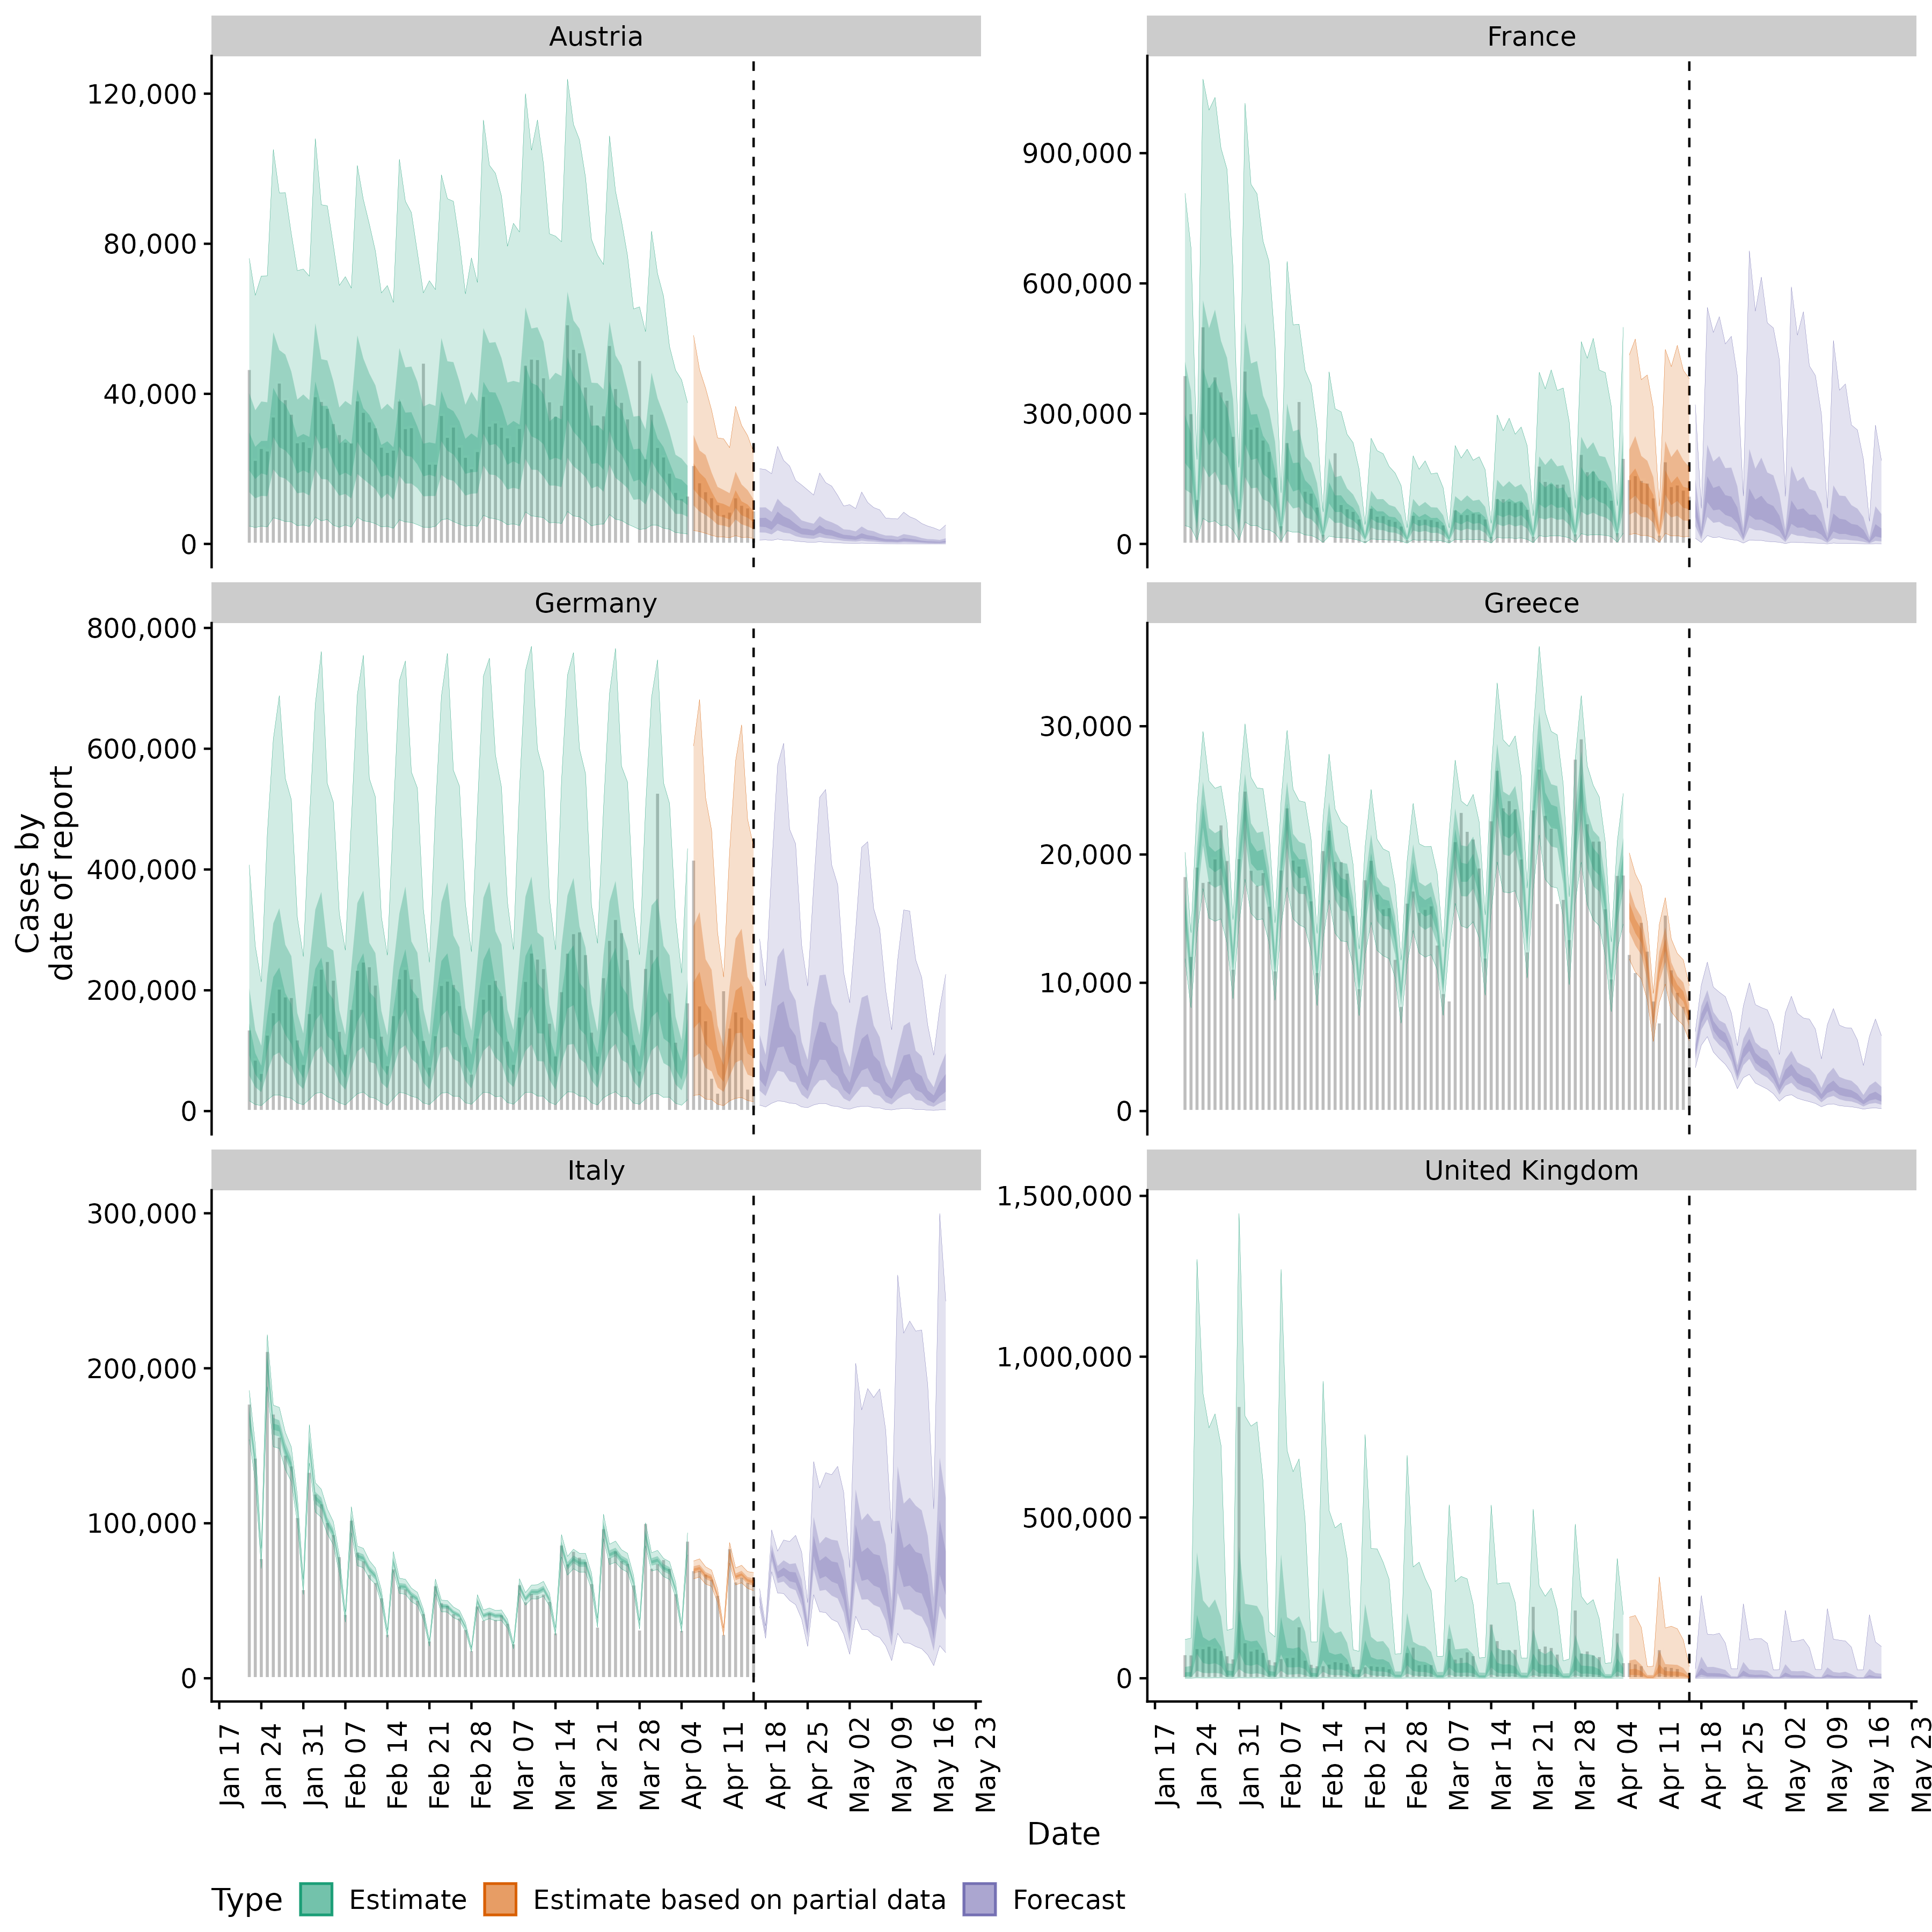 Austria
France
120,000
80,000
40,000
0
900,000
600,000
300,000
0
Germany
Greece
800,000
600,000
400,000
200,000
0
30,000
20,000
10,000
0
Cases by
date of report
Italy
United Kingdom
300,000
200,000
100,000
0
1,500,000
1,000,000
500,000
0
Jan 17
Jan 24
Jan 31
Feb 07
Feb 14
Feb 21
Feb 28
Mar 07
Mar 14
Mar 21
Mar 28
Apr 04
Apr 11
Apr 18
Apr 25
May 02
May 09
May 16
May 23
Jan 17
Jan 24
Jan 31
Feb 07
Feb 14
Feb 21
Feb 28
Mar 07
Mar 14
Mar 21
Mar 28
Apr 04
Apr 11
Apr 18
Apr 25
May 02
May 09
May 16
May 23
Date
Type Estimate Estimate based on partial data Forecast